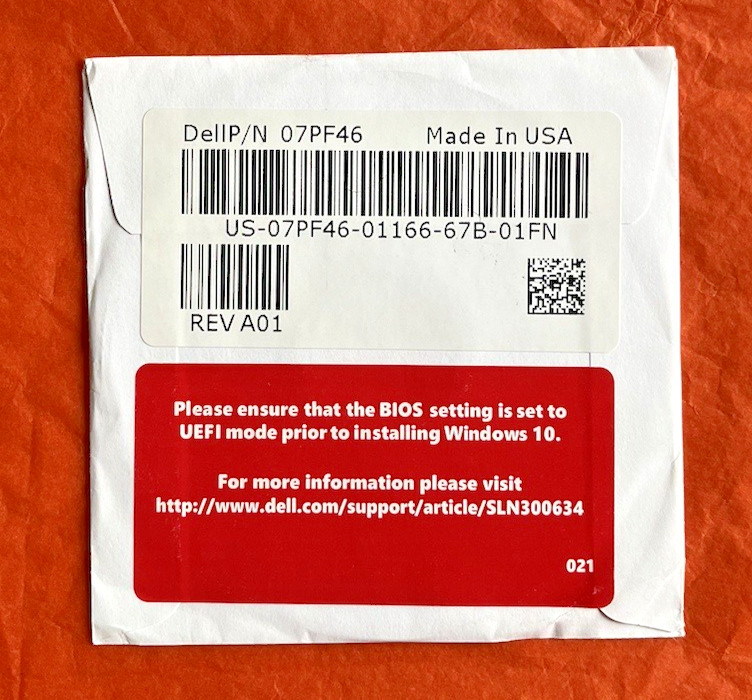 DellP/N 07PF46 Made In USA
US-07PF46-01166-67B-01FN
REV A01
Please ensure that the BIOS setting is set to
UEFI mode prior to installing Windows 10.
For more information please visit
http://www.dell.com/support/article/SLN300634
021